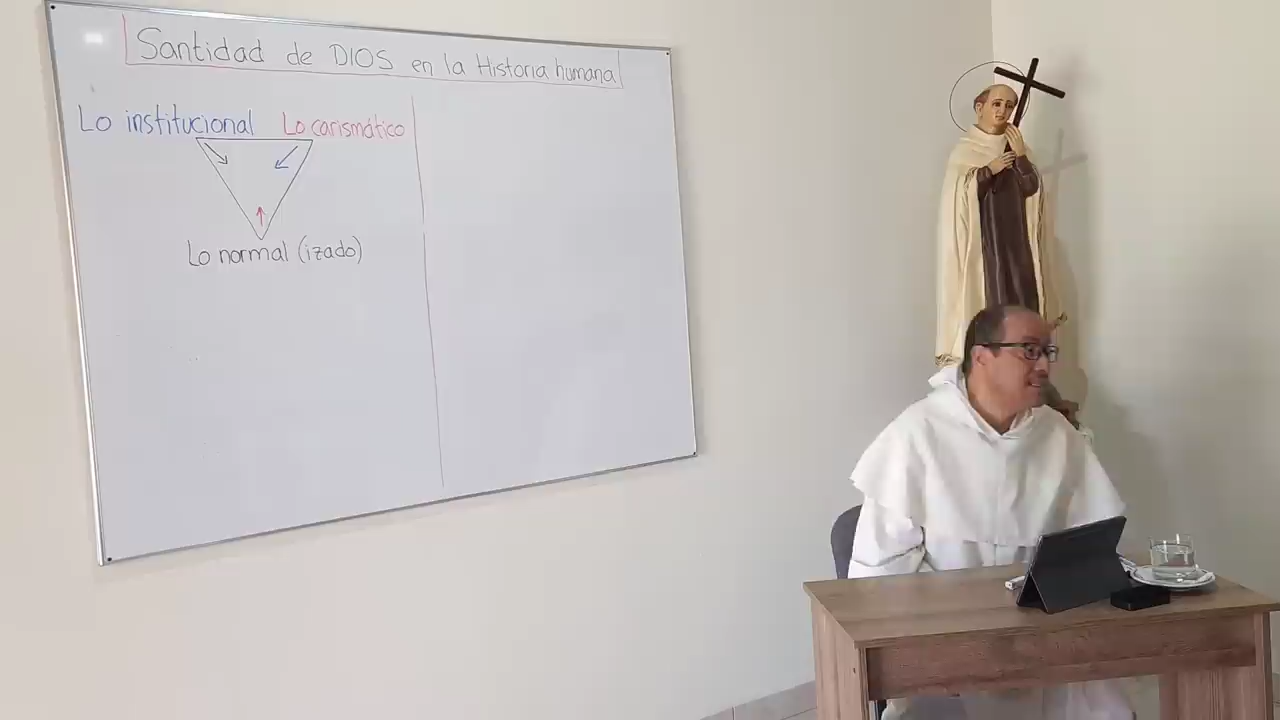 Santidad de DIOS en la Historia humana
Lo institucional Lo carismático
Lo normal (izado)